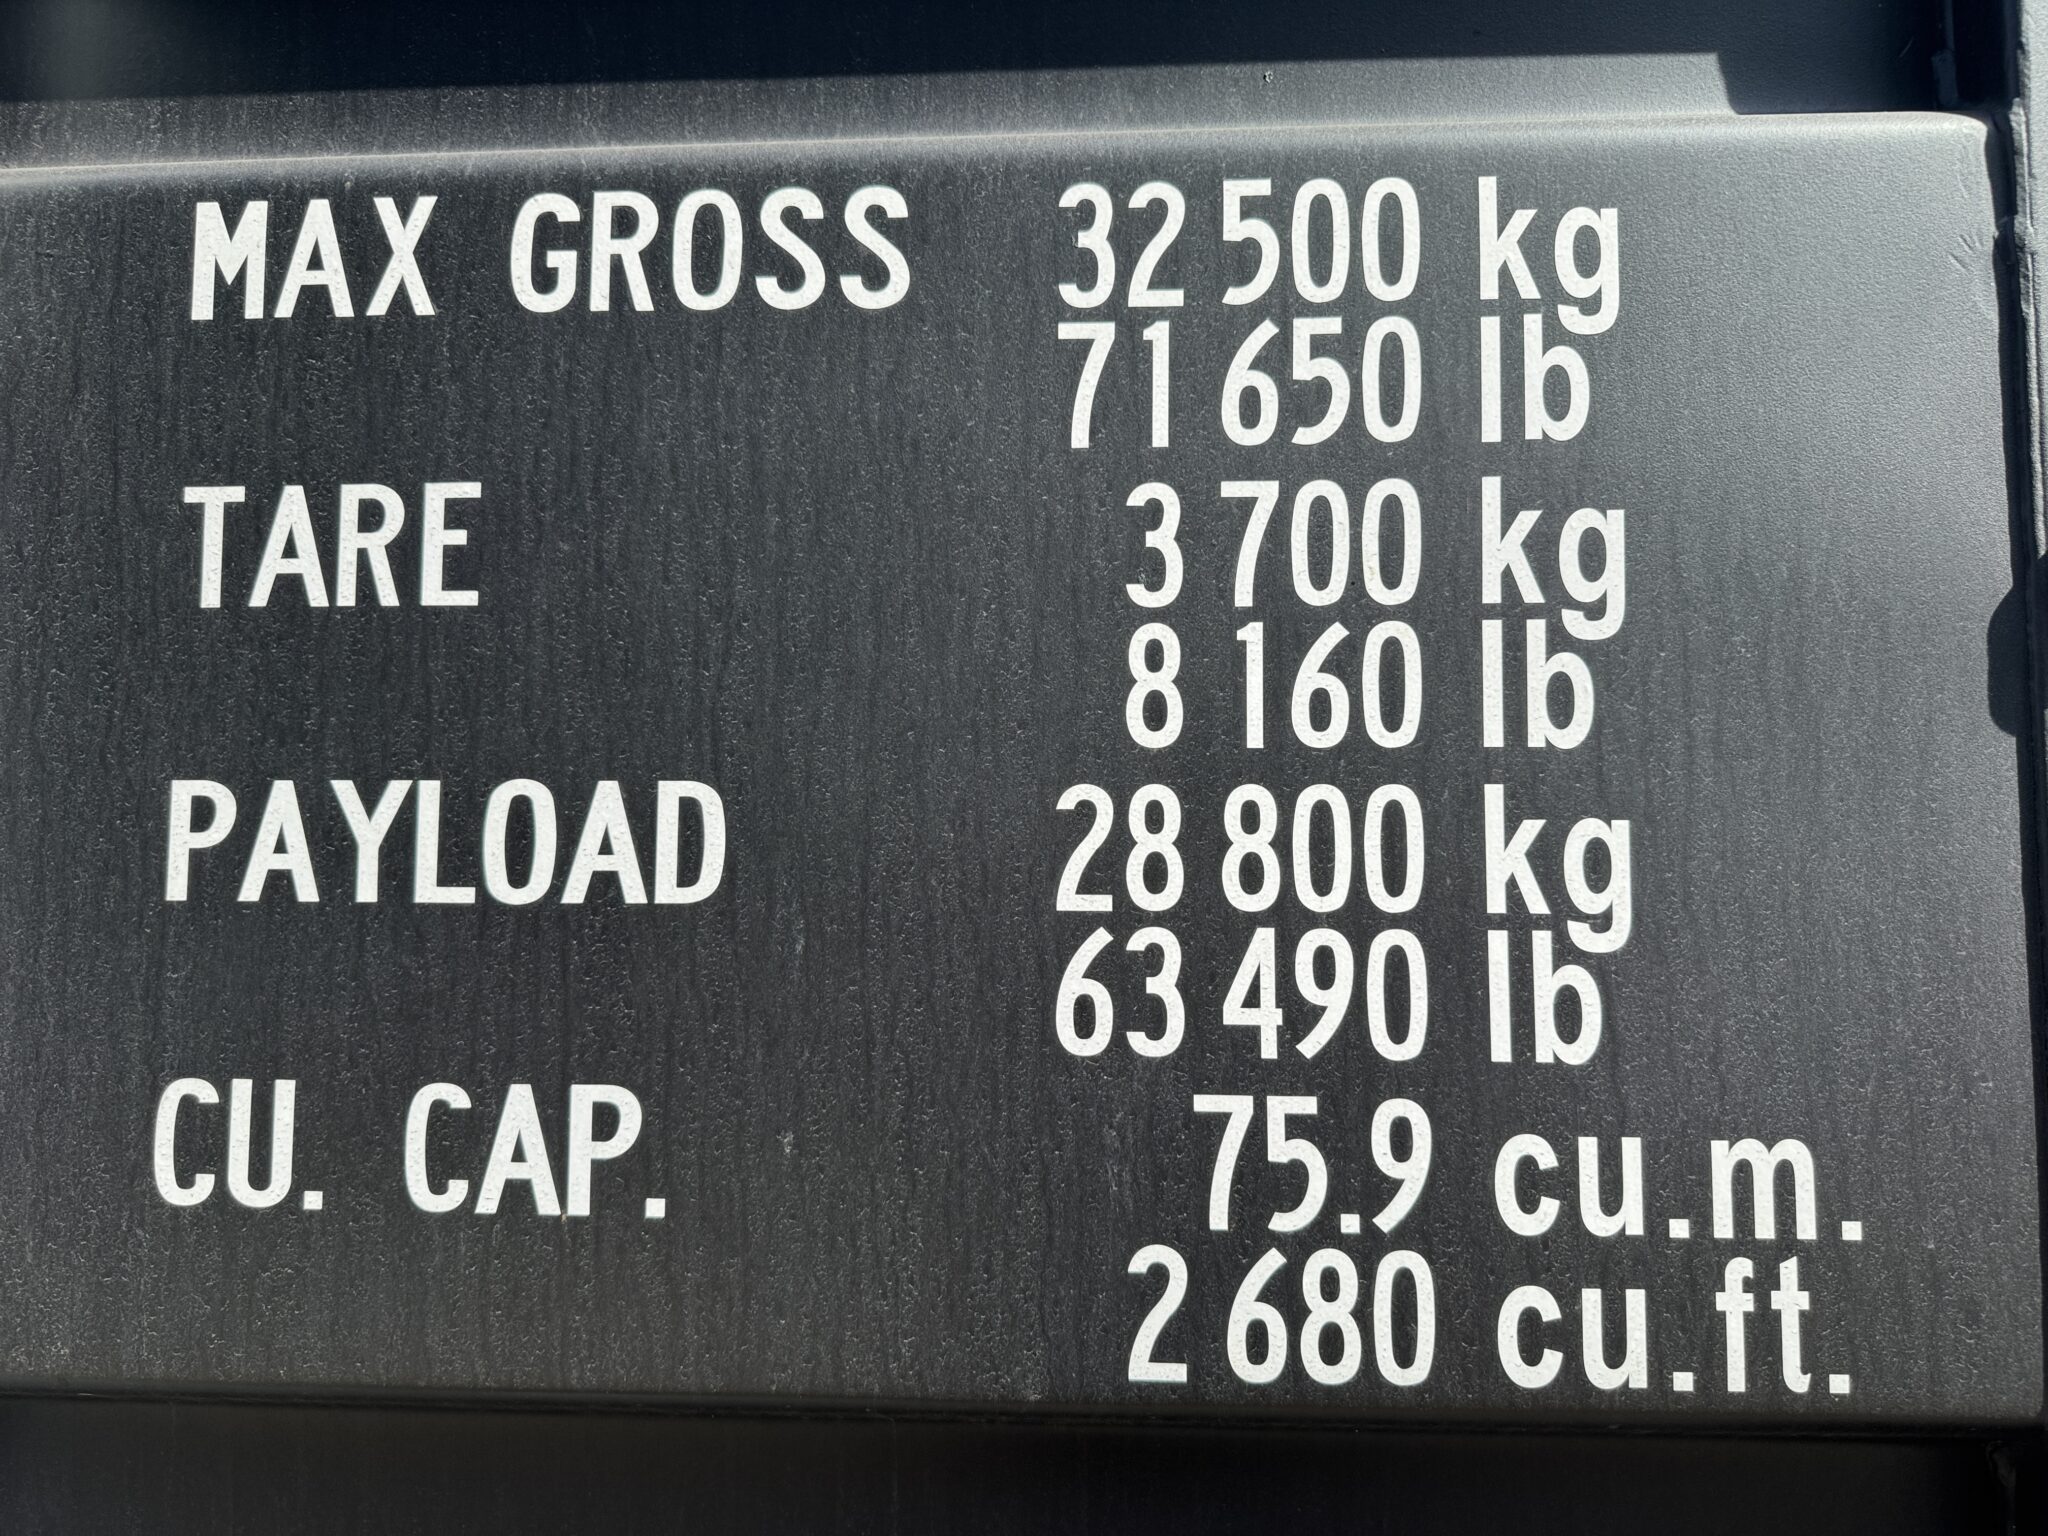 MAX GROSS 32 500 kg
71 650 lb
TARE 3 700 kg
8 160 lb
PAYLOAD 28 800 kg
63 490 lb
CU. CAP. 75.9 cu.m.
2 680 cu.ft.